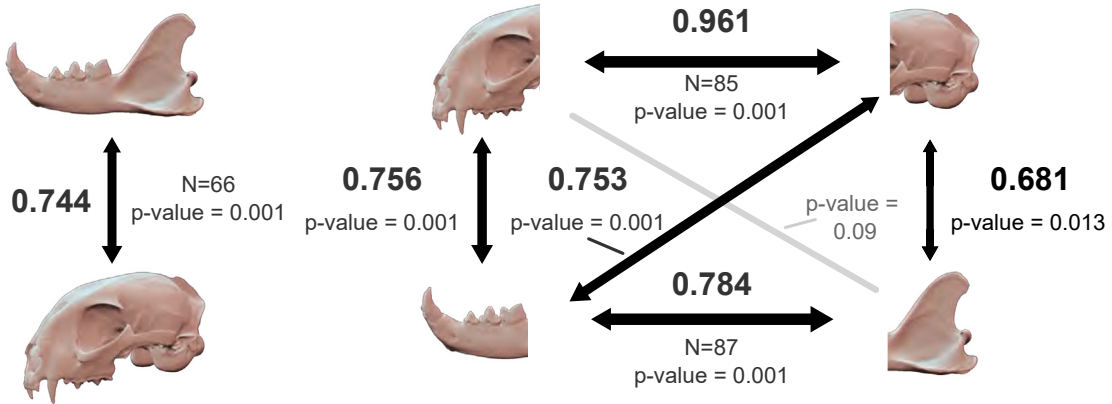 0.961
N=85
p-value = 0.001
0.744
N=66
p-value = 0.001
0.756
p-value = 0.001
0.753
p-value = 0.001
p-value =
0.09
0.681
p-value = 0.013
0.784
N=87
p-value = 0.001